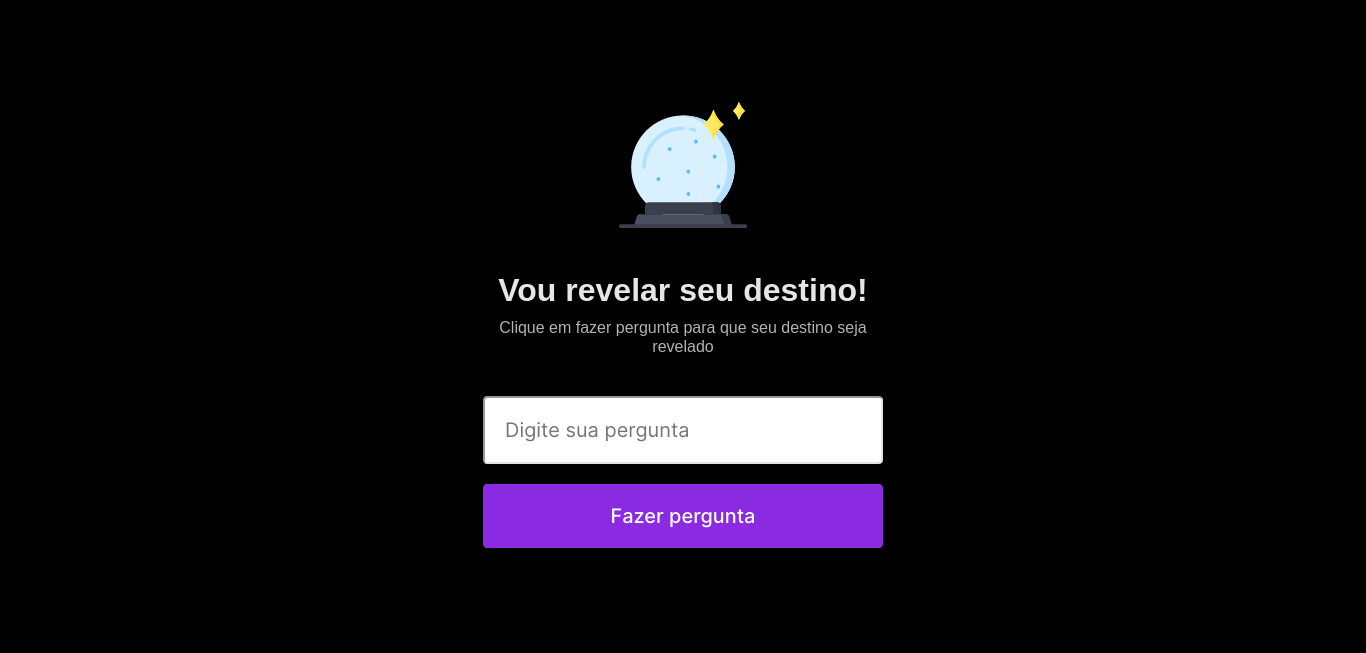 Vou revelar seu destino!
Clique em fazer pergunta para que seu destino seja
revelado
Digite sua pergunta
Fazer pergunta